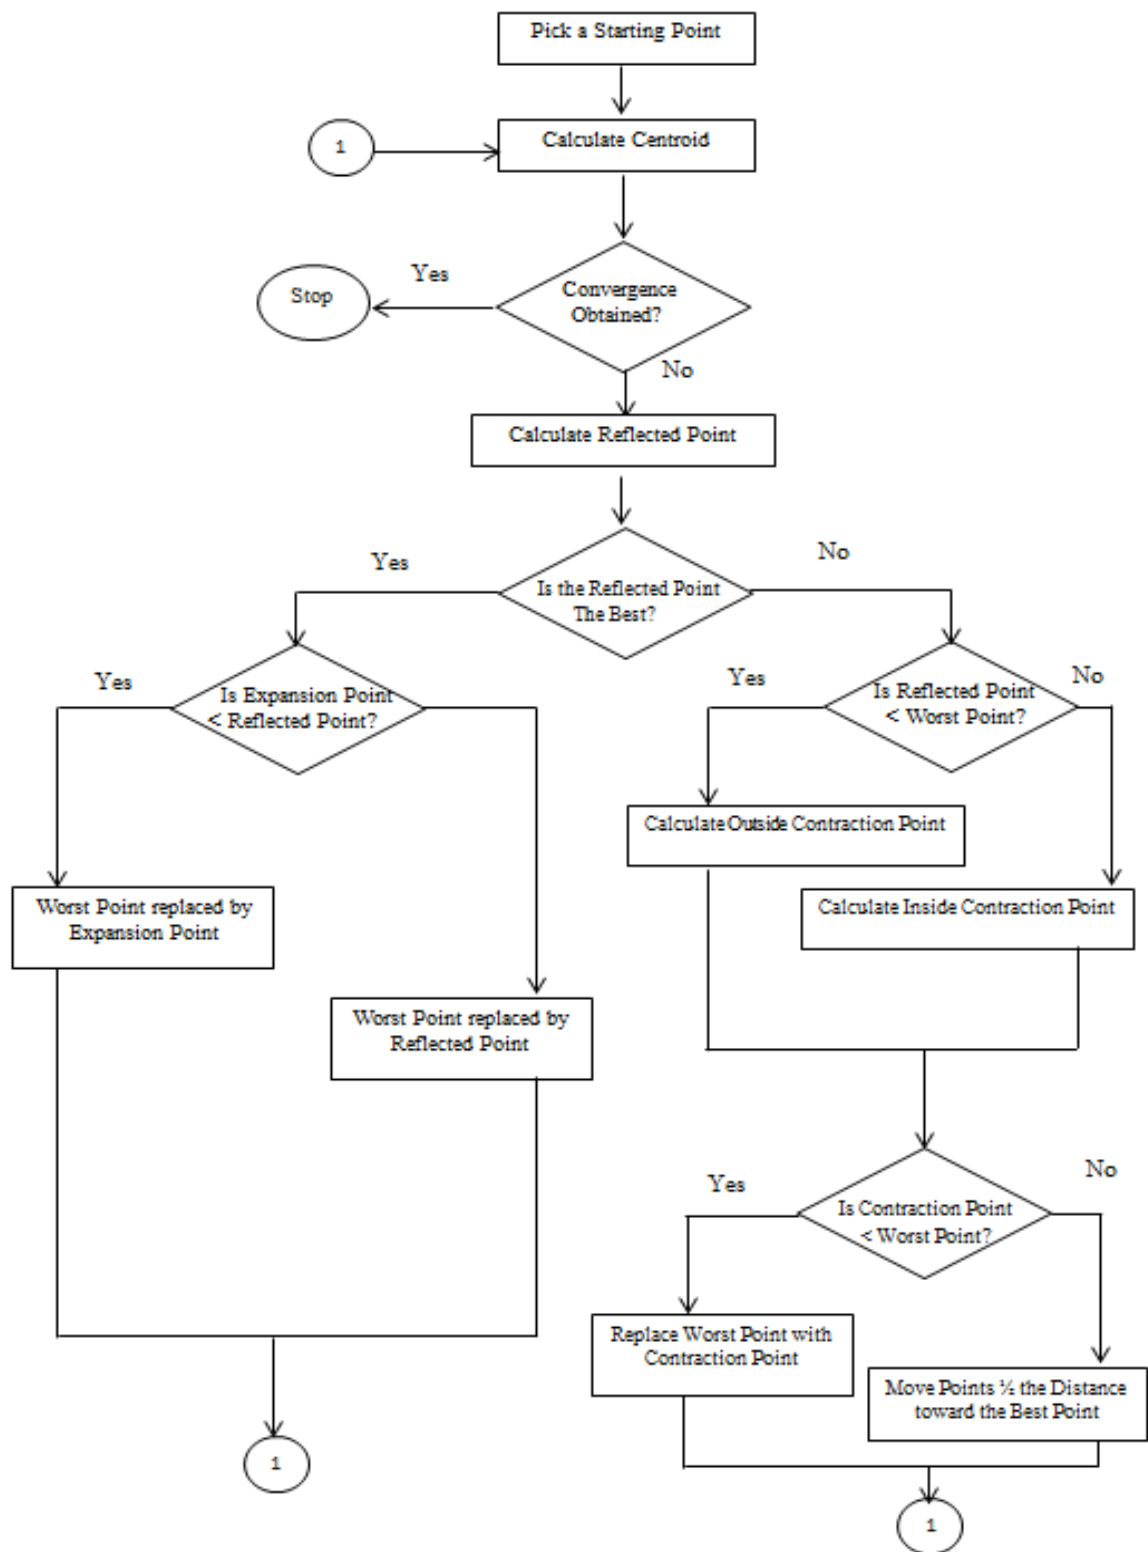 Pick a Starting Point
1
Calculate Centroid
Yes
Stop
Convergence
Obtained?
No
Calculate Reflected Point
Yes
No
Is the Reflected Point
The Best?
Yes
Is Expansion Point
< Reflected Point?
Yes
Is Reflected Point
< Worst Point?
No
Calculate Outside Contraction Point
Worst Point replaced by
Expansion Point
Calculate Inside Contraction Point
Worst Point replaced by
Reflected Point
Yes
Is Contraction Point
< Worst Point?
No
Replace Worst Point with
Contraction Point
Move Points ½ the Distance
toward the Best Point
1
1